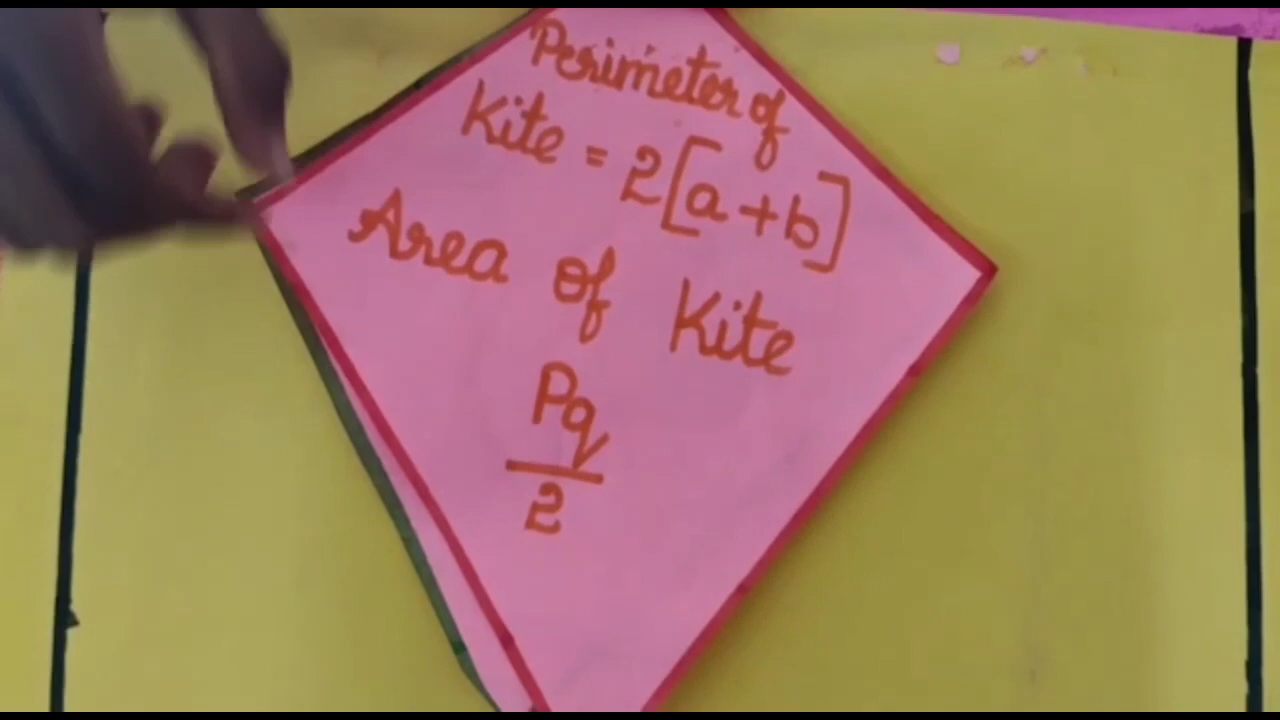 Perimeter of
Kite = 2[a+b]
Area of Kite
Pq
2